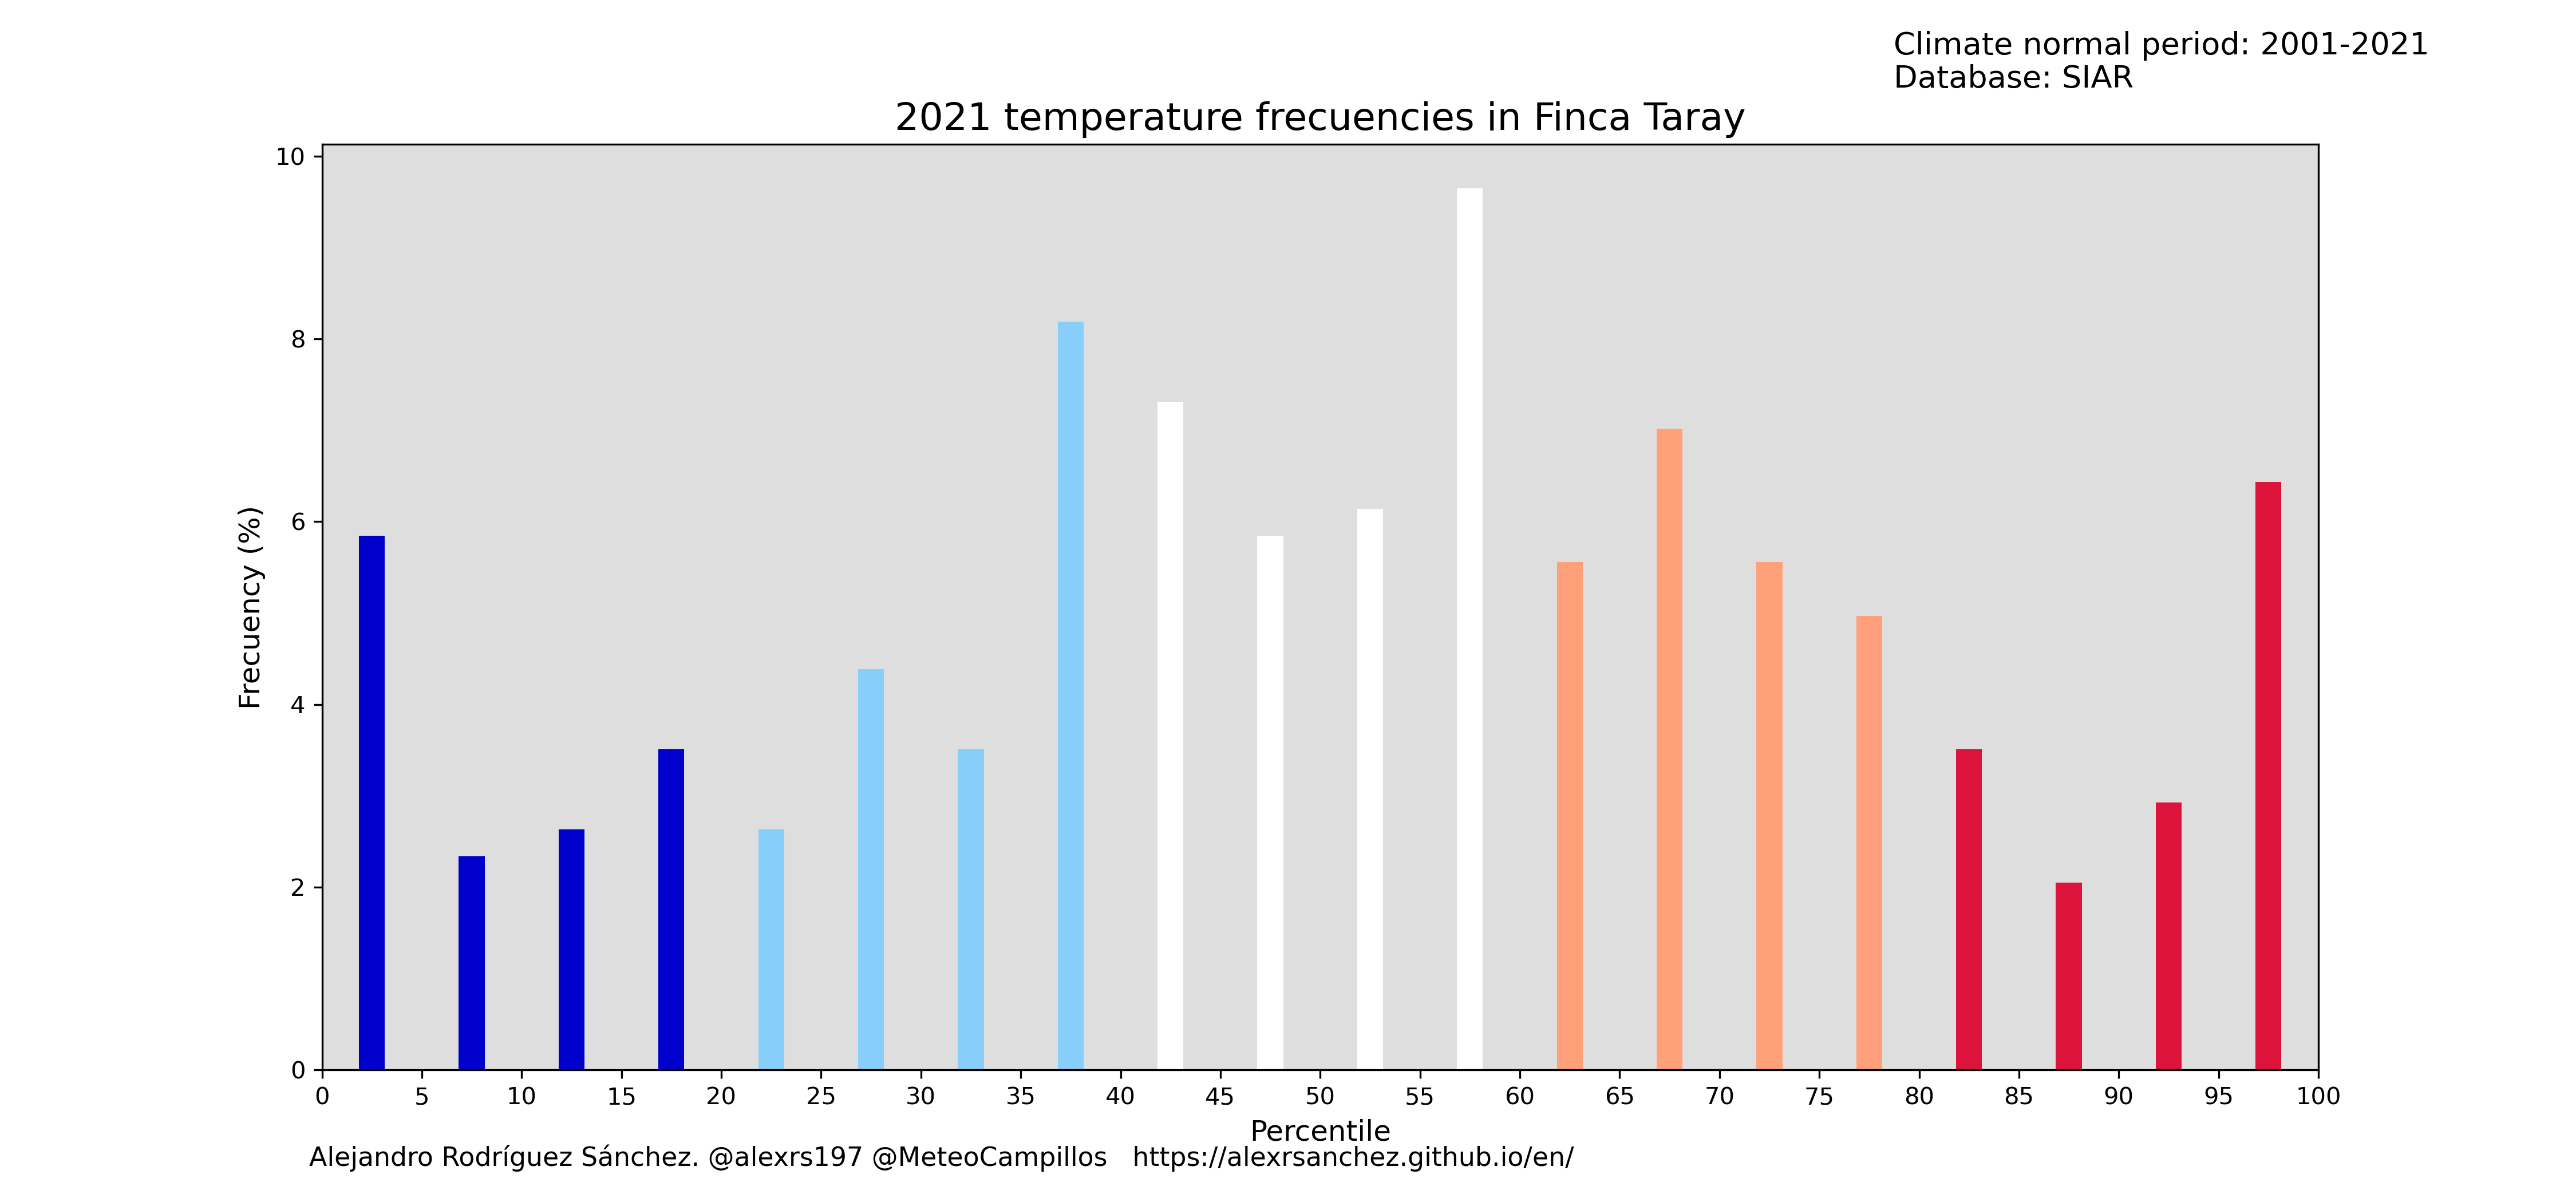 Climate normal period: 2001-2021
Database: SIAR
2021 temperature frecuencies in Finca Taray
10
8
6
4
2
0
Frecuency (%)
0 5 10 15 20 25 30 35 40 45 50 55 60 65 70 75 80 85 90 95 100
Percentile
Alejandro Rodríguez Sánchez. @alexrs197 @MeteoCampillos https://alexrsanchez.github.io/en/